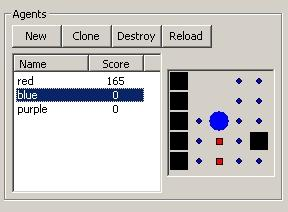 Agents
New Clone Destroy Reload
Name Score
red 165
blue 0
purple 0